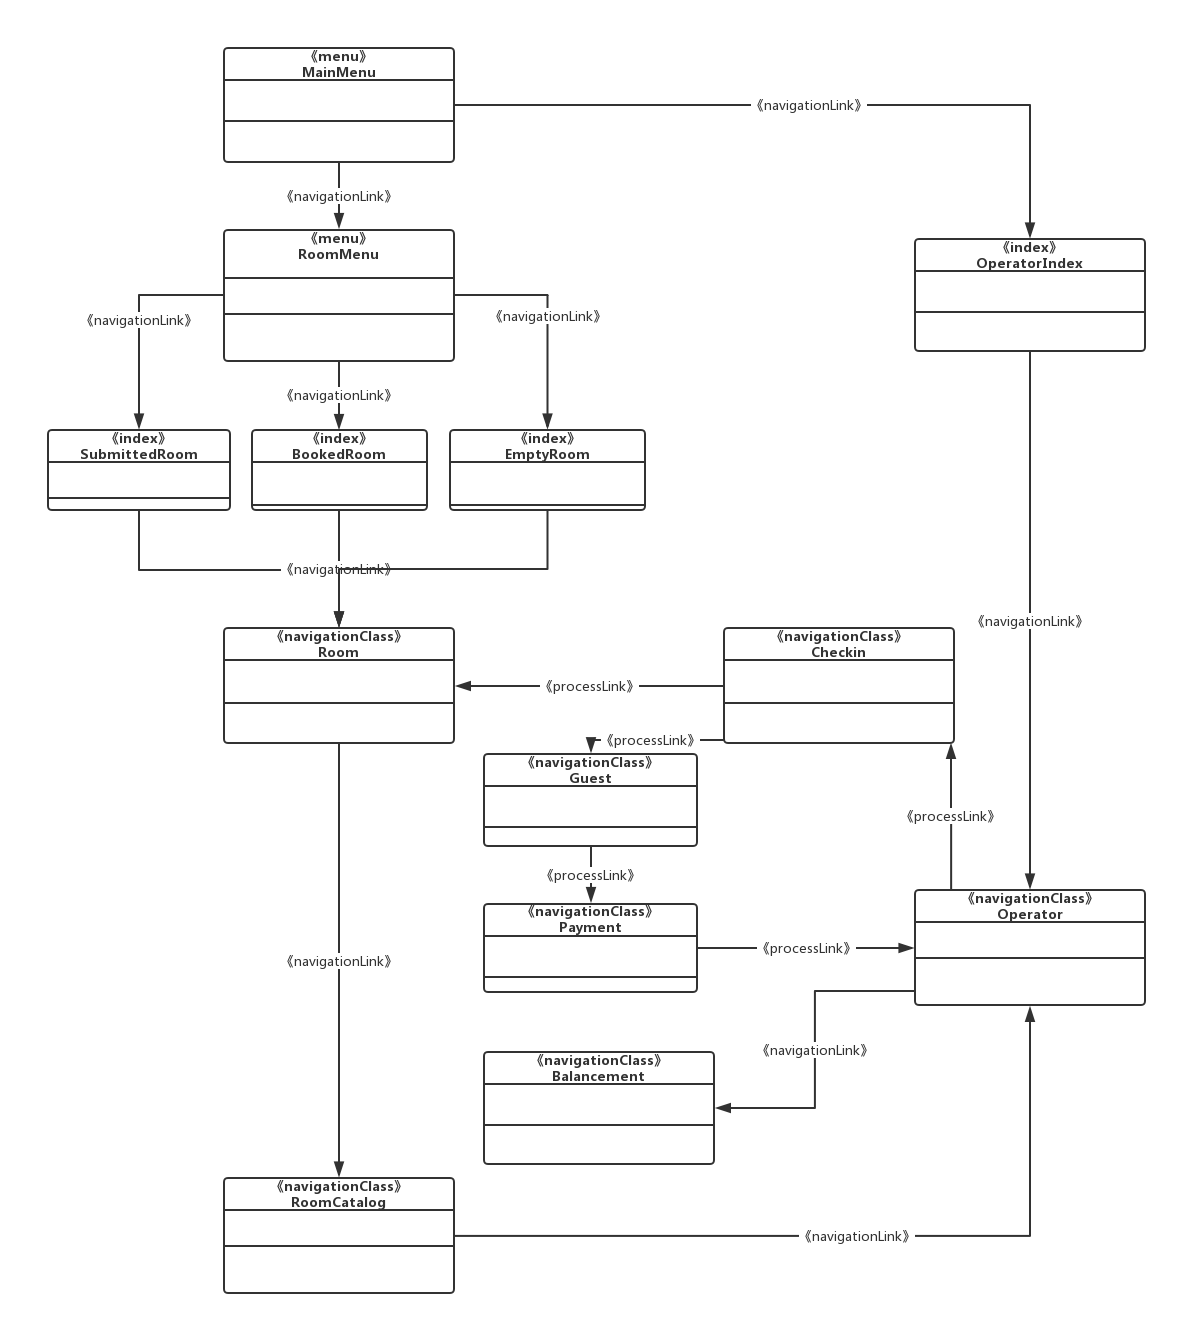 《menu》
MainMenu
《navigationLink》
《navigationLink》
《menu》
RoomMenu
《index》
OperatorIndex
《navigationLink》
《navigationLink》
《navigationLink》
《index》
SubmittedRoom
《index》
BookedRoom
《index》
EmptyRoom
《navigationLink》
《navigationLink》
《navigationClass》
Room
《navigationClass》
Checkin
《processLink》
《processLink》
《navigationClass》
Guest
《processLink》
《processLink》
《navigationClass》
Operator
《navigationClass》
Payment
《processLink》
《navigationLink》
《navigationLink》
《navigationClass》
Balancement
《navigationClass》
RoomCatalog
《navigationLink》